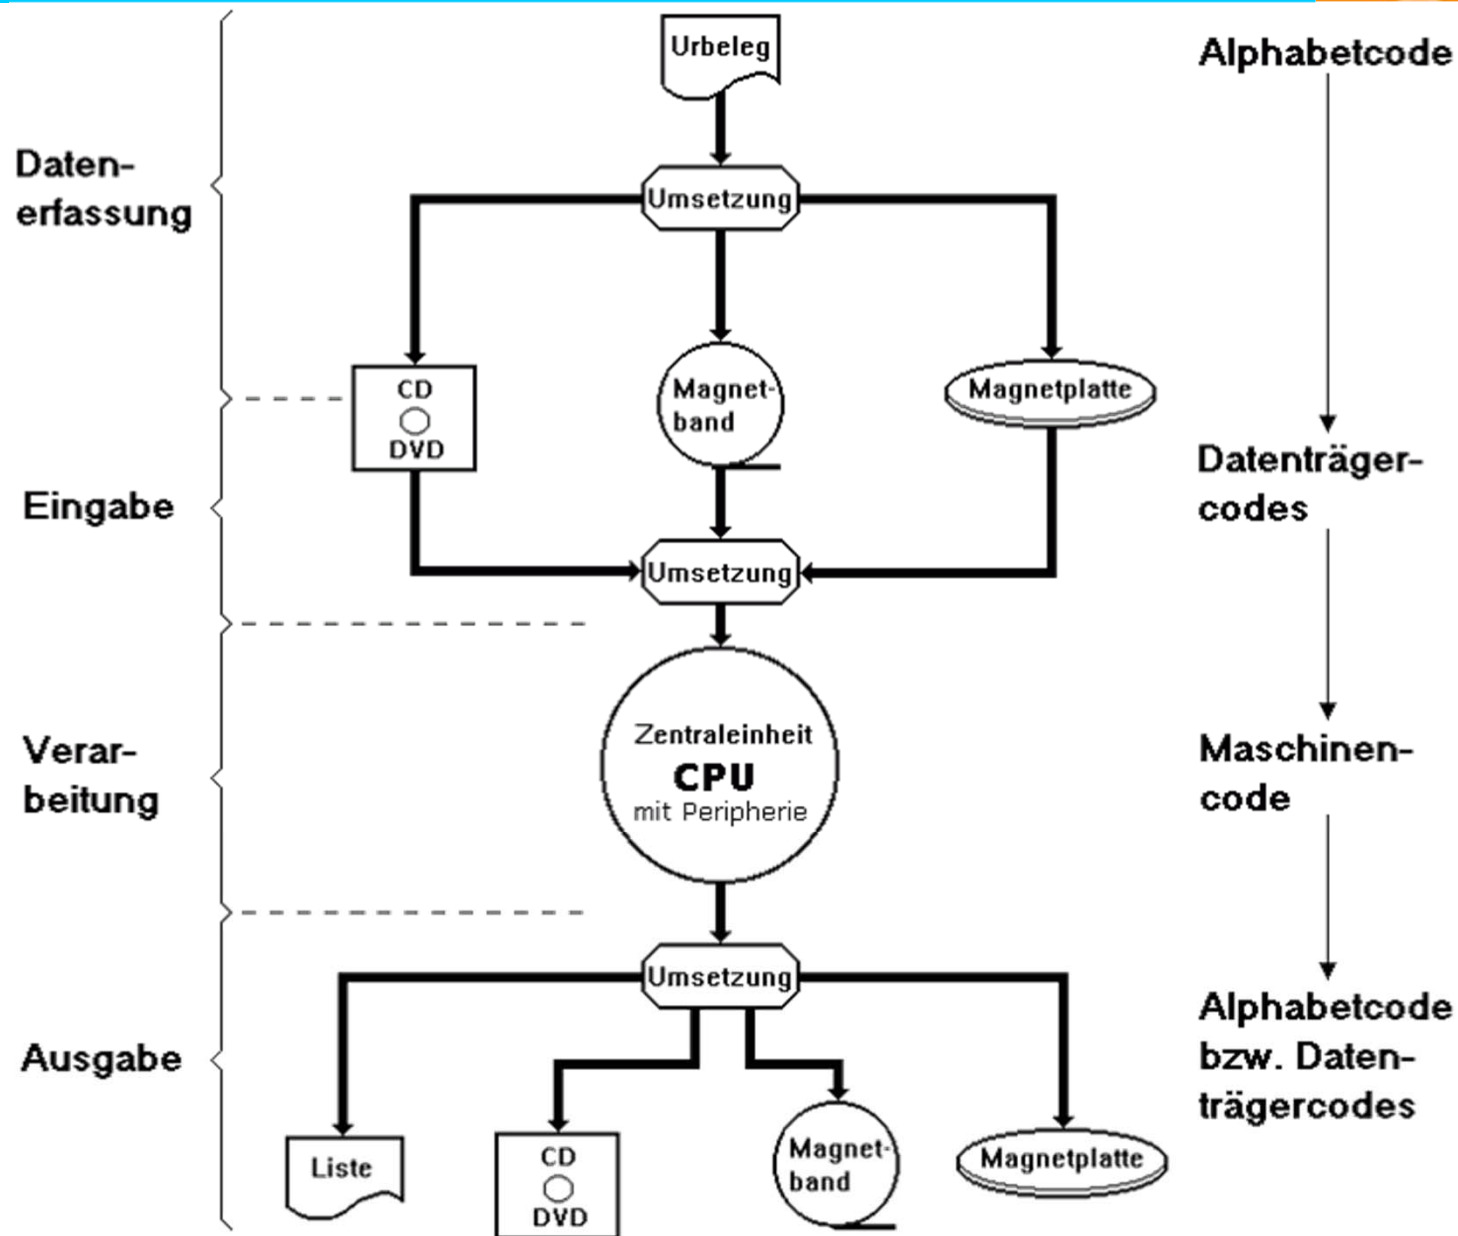 Urbeleg
Alphabetcode
Daten-
erfassung
Umsetzung
CD
DVD
Magnet-
band
Magnetplatte
Datenträger-
codes
Eingabe
Umsetzung
Verar-
beitung
Zentraleinheit
CPU
mit Peripherie
Maschinen-
code
Umsetzung
Ausgabe
Alphabetcode
bzw. Daten-
trägercodes
Liste
CD
DVD
Magnet-
band
Magnetplatte